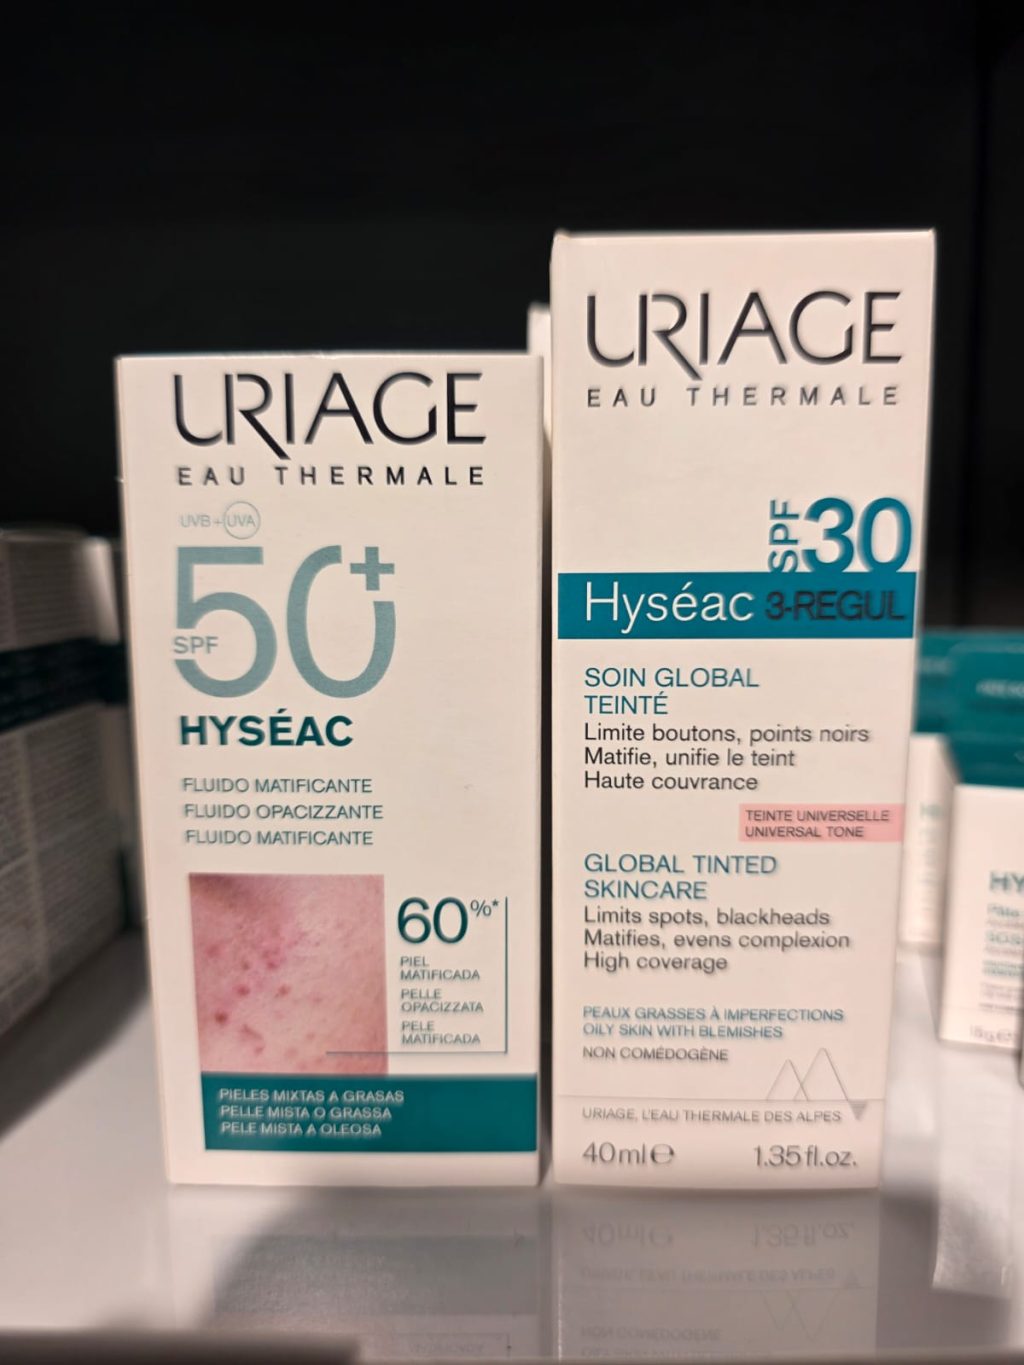 URIAGE
EAU THERMALE
UVB+UVA
SPF 50+
HYSÉAC
FLUIDO MATIFICANTE
FLUIDO OPACIZZANTE
FLUIDO MATIFICANTE
60%*
PIEL
MATIFICADA
PELLE
OPACIZZATA
PELE
MATIFICADA
PIELES MIXTAS A GRASAS
PELLE MISTA O GRASSA
PELE MISTA A OLEOSA
URIAGE
EAU THERMALE
SPF30
Hyséac 3-REGUL
SOIN GLOBAL
TEINTÉ
Limite boutons, points noirs
Matifie, unifie le teint
Haute couvrance
TEINTE UNIVERSELLE
UNIVERSAL TONE
GLOBAL TINTED
SKINCARE
Limits spots, blackheads
Matifies, evens complexion
High coverage
PEAUX GRASSES À IMPERFECTIONS
OILY SKIN WITH BLEMISHES
NON COMÉDOGÈNE
URIAGE, L'EAU THERMALE DES ALPES
40ml℮ 1.35fl.oz.
HY
SOS